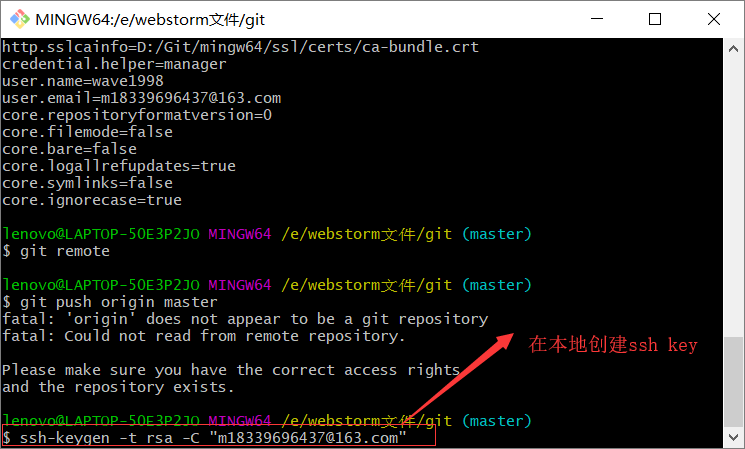 MINGW64:/e/webstorm文件/git
http.sslcainfo=D:/Git/mingw64/ssl/certs/ca-bundle.crt
credential.helper=manager
user.name=wave1998
user.email=m18339696437@163.com
core.repositoryformatversion=0
core.filemode=false
core.bare=false
core.logallrefupdates=true
core.symlinks=false
core.ignorecase=true
lenovo@LAPTOP-5OE3P2JO MINGW64 /e/webstorm文件/git (master)
$ git remote
lenovo@LAPTOP-5OE3P2JO MINGW64 /e/webstorm文件/git (master)
$ git push origin master
fatal: 'origin' does not appear to be a git repository
fatal: Could not read from remote repository.
在本地创建ssh key
Please make sure you have the correct access rights
and the repository exists.
lenovo@LAPTOP-5OE3P2JO MINGW64 /e/webstorm文件/git (master)
$ ssh-keygen -t rsa -C "m18339696437@163.com"